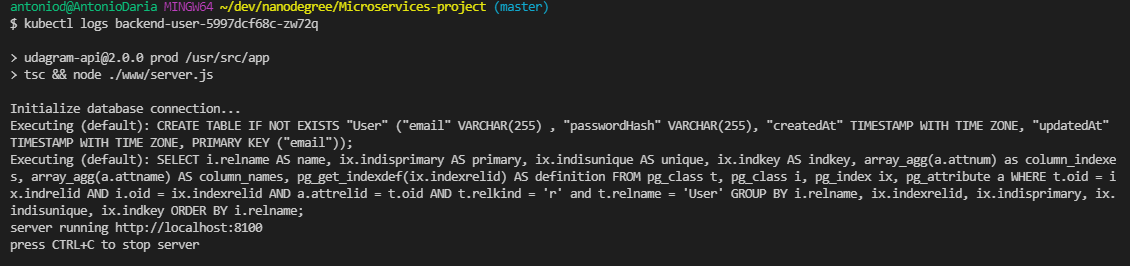 antoniod@AntonioDaria MINGW64 ~/dev/nanodegree/Microservices-project (master)
$ kubectl logs backend-user-5997dcf68c-zw72q
> udagram-api@2.0.0 prod /usr/src/app
> tsc && node ./www/server.js
Initialize database connection...
Executing (default): CREATE TABLE IF NOT EXISTS "User" ("email" VARCHAR(255) , "passwordHash" VARCHAR(255), "createdAt" TIMESTAMP WITH TIME ZONE, "updatedAt"
TIMESTAMP WITH TIME ZONE, PRIMARY KEY ("email"));
Executing (default): SELECT i.relname AS name, ix.indisprimary AS primary, ix.indisunique AS unique, ix.indkey AS indkey, array_agg(a.attnum) as column_indexe
s, array_agg(a.attname) AS column_names, pg_get_indexdef(ix.indexrelid) AS definition FROM pg_class t, pg_class i, pg_index ix, pg_attribute a WHERE t.oid = i
x.indrelid AND i.oid = ix.indexrelid AND a.attrelid = t.oid AND t.relkind = 'r' and t.relname = 'User' GROUP BY i.relname, ix.indexrelid, ix.indisprimary, ix.
indisunique, ix.indkey ORDER BY i.relname;
server running http://localhost:8100
press CTRL+C to stop server